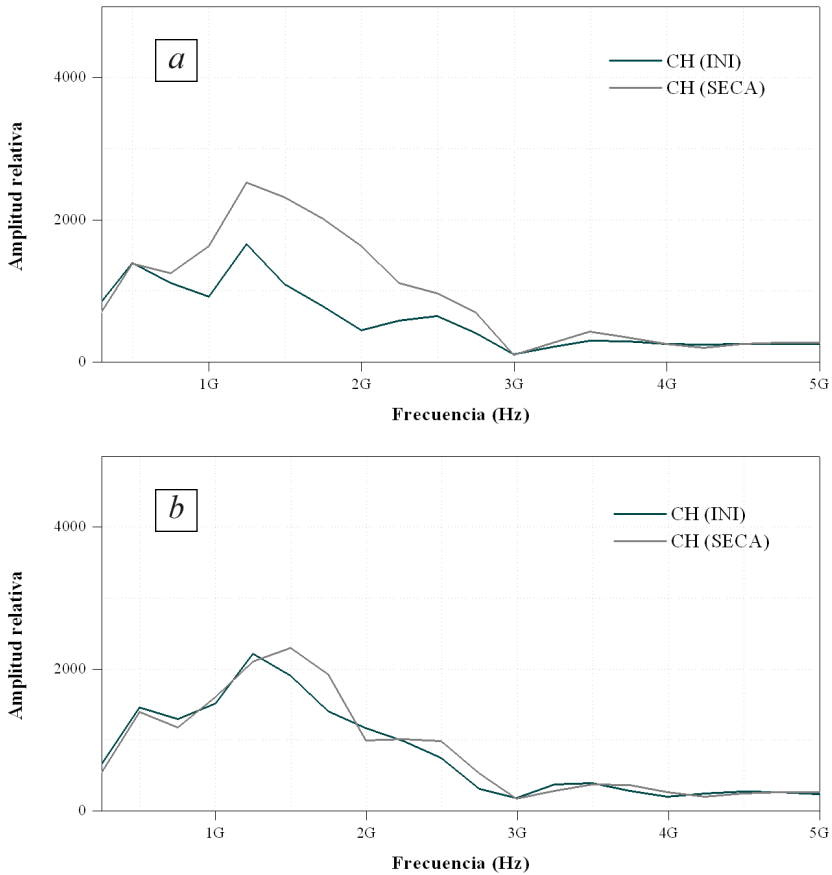 a
CH (INI)
CH (SECA)
4000
2000
0
Amplitud relativa
1G
2G
3G
4G
5G
Frecuencia (Hz)
b
CH (INI)
CH (SECA)
4000
2000
0
Amplitud relativa
1G
2G
3G
4G
5G
Frecuencia (Hz)